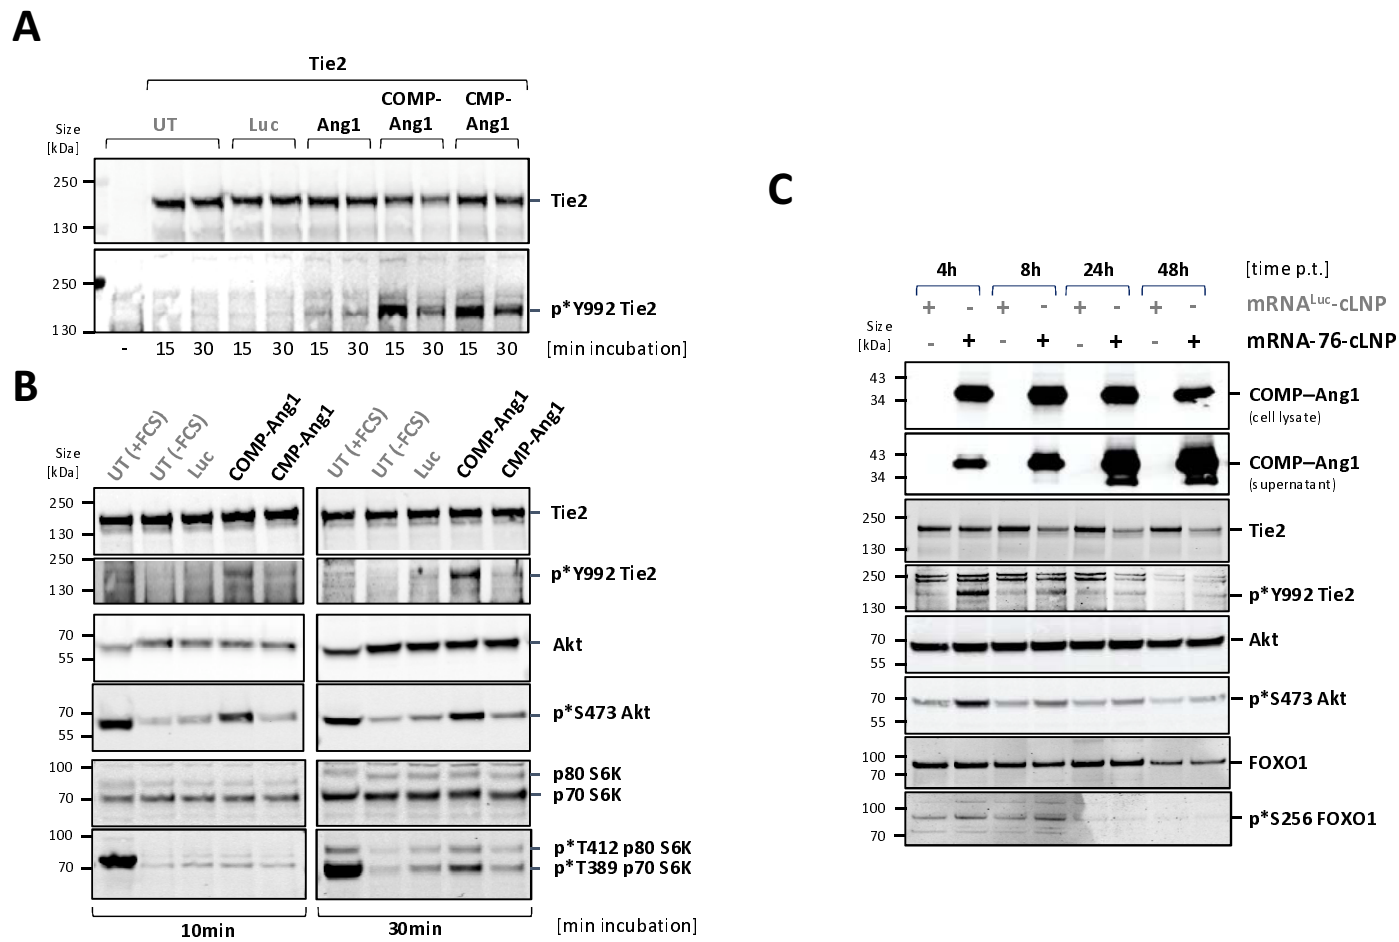 A
Tie2
COMP- CMP-
UT Luc Ang1 Ang1 Ang1
Size
[kDa]
250
Tie2
130
250
p*Y992 Tie2
130
- 15 30 15 30 15 30 15 30 15 30 [min incubation]
B
UT (+FCS) UT (-FCS) Luc COMP-Ang1 CMP-Ang1 UT (+FCS) UT (-FCS) Luc COMP-Ang1 CMP-Ang1
Size
[kDa]
250
Tie2
130
250
p*Y992 Tie2
130
70
Akt
55
70
p*S473 Akt
55
100
p80 S6K
70
p70 S6K
100
p*T412 p80 S6K
70
p*T389 p70 S6K
10min 30min [min incubation]
C
4h 8h 24h 48h [time p.t.]
+ - + - + - + - mRNALuc-cLNP
Size
[kDa]
- + - + - + - + mRNA-76-cLNP
43
34
COMP–Ang1
(cell lysate)
43
34
COMP–Ang1
(supernatant)
250
Tie2
130
250
p*Y992 Tie2
130
70
Akt
55
70
p*S473 Akt
55
100
FOXO1
70
100
p*S256 FOXO1
70